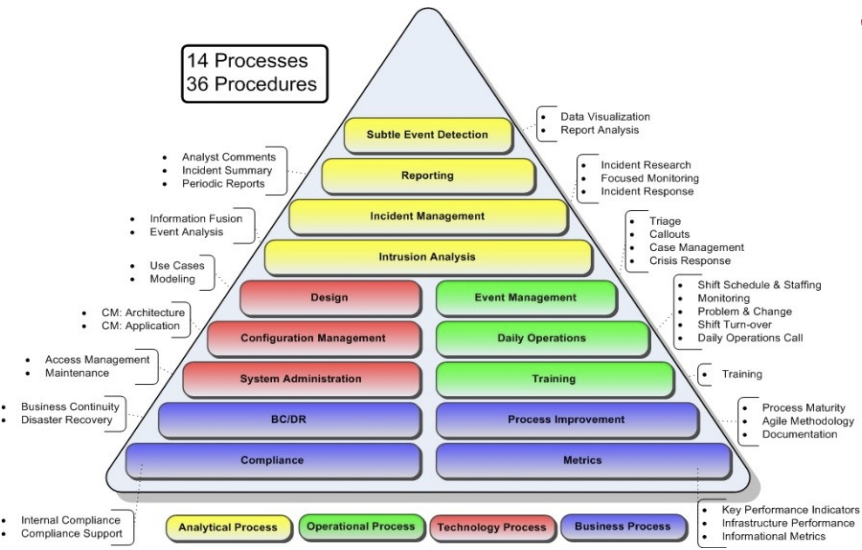 14 Processes
36 Procedures
Subtle Event Detection
• Data Visualization
• Report Analysis
• Analyst Comments
• Incident Summary
• Periodic Reports
Reporting
• Incident Research
• Focused Monitoring
• Incident Response
• Information Fusion
• Event Analysis
Incident Management
• Triage
• Callouts
• Case Management
• Crisis Response
Intrusion Analysis
• Use Cases
• Modeling
Design
Event Management
• Shift Schedule & Staffing
• Monitoring
• Problem & Change
• Shift Turn-over
• Daily Operations Call
• CM: Architecture
• CM: Application
Configuration Management
Daily Operations
• Access Management
• Maintenance
System Administration
Training
• Training
• Business Continuity
• Disaster Recovery
BC/DR
Process Improvement
• Process Maturity
• Agile Methodology
• Documentation
Compliance
Metrics
• Internal Compliance
• Compliance Support
Analytical Process
Operational Process
Technology Process
Business Process
• Key Performance Indicators
• Infrastructure Performance
• Informational Metrics